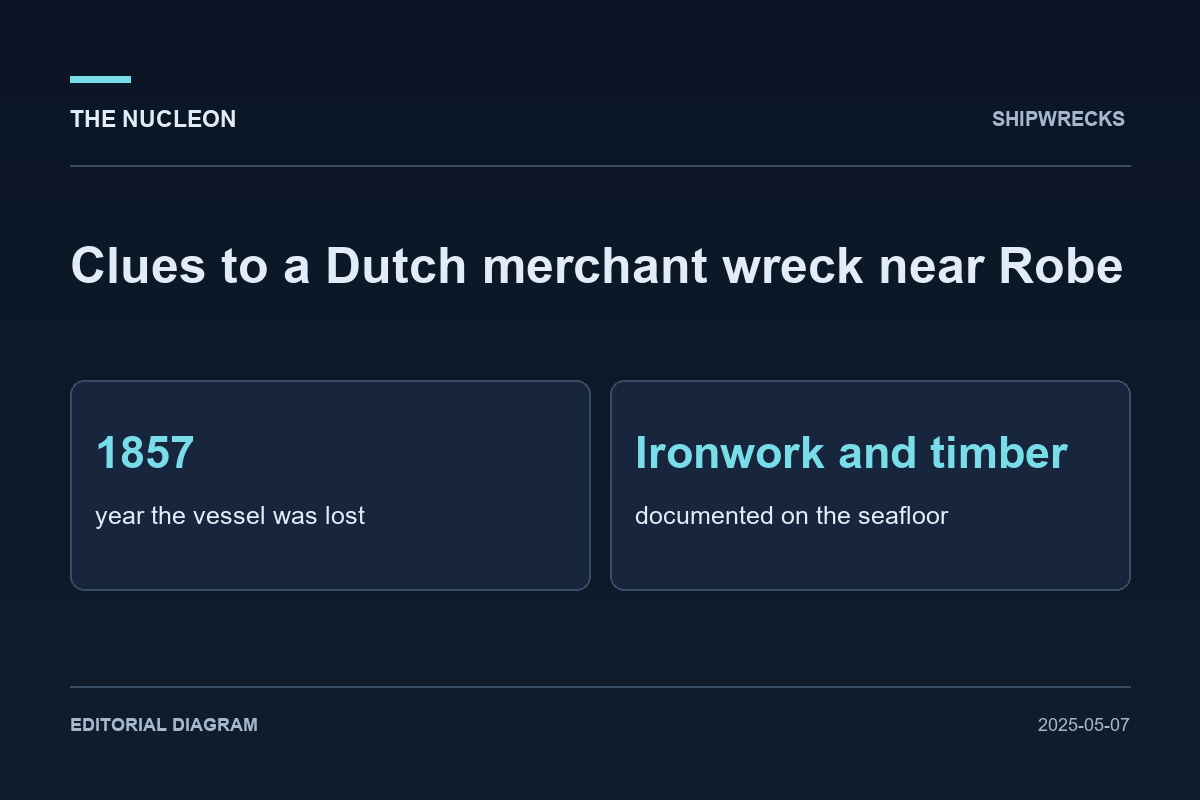 THE NUCLEON
SHIPWRECKS
Clues to a Dutch merchant wreck near Robe
1857
year the vessel was lost
Ironwork and timber
documented on the seafloor
EDITORIAL DIAGRAM
2025-05-07